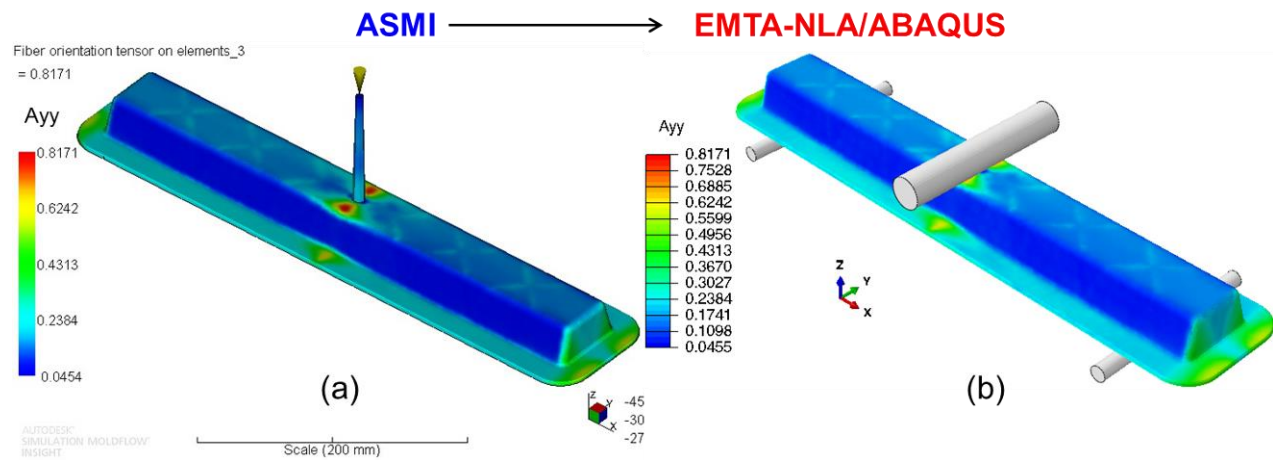 ASMI
EMTA-NLA/ABAQUS
Fiber orientation tensor on elements_3
= 0.8171
Ayy
0.8171
0.6242
0.4313
0.2384
0.0454
(a)
AUTODESK®
SIMULATION MOLDFLOW®
INSIGHT
Scale (200 mm)
Z
Y
X
-45
-30
-27
Ayy
0.8171
0.7528
0.6885
0.6242
0.5599
0.4956
0.4313
0.3670
0.3027
0.2384
0.1741
0.1098
0.0455
Z
Y
X
(b)